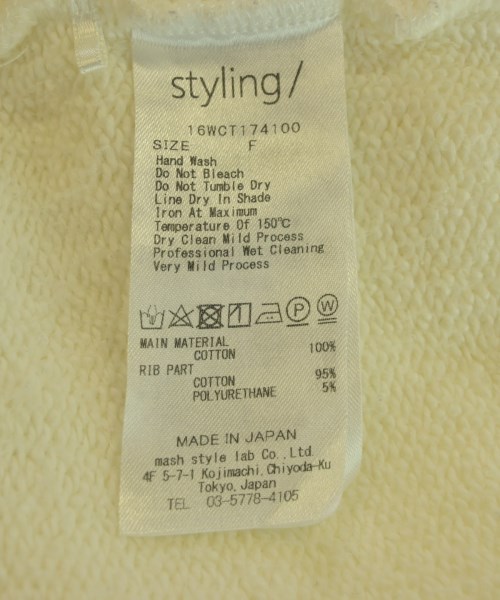 styling/
16WCT174100
SIZE F
Hand Wash
Do Not Bleach
Do Not Tumble Dry
Line Dry In Shade
Iron At Maximum
Temperature Of 150℃
Dry Clean Mild Process
Professional Wet Cleaning
Very Mild Process
P W
MAIN MATERIAL
COTTON 100%
RIB PART
COTTON 95%
POLYURETHANE 5%
MADE IN JAPAN
mash style lab Co., Ltd.
4F 5-7-1 Kojimachi, Chiyoda-Ku
Tokyo, Japan
TEL 03-5778-4105